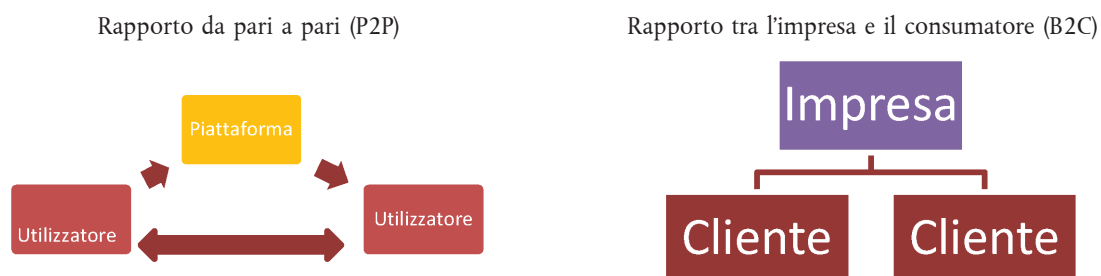 Rapporto da pari a pari (P2P)
Piattaforma
Utilizzatore
Utilizzatore
Rapporto tra l'impresa e il consumatore (B2C)
Impresa
Cliente
Cliente